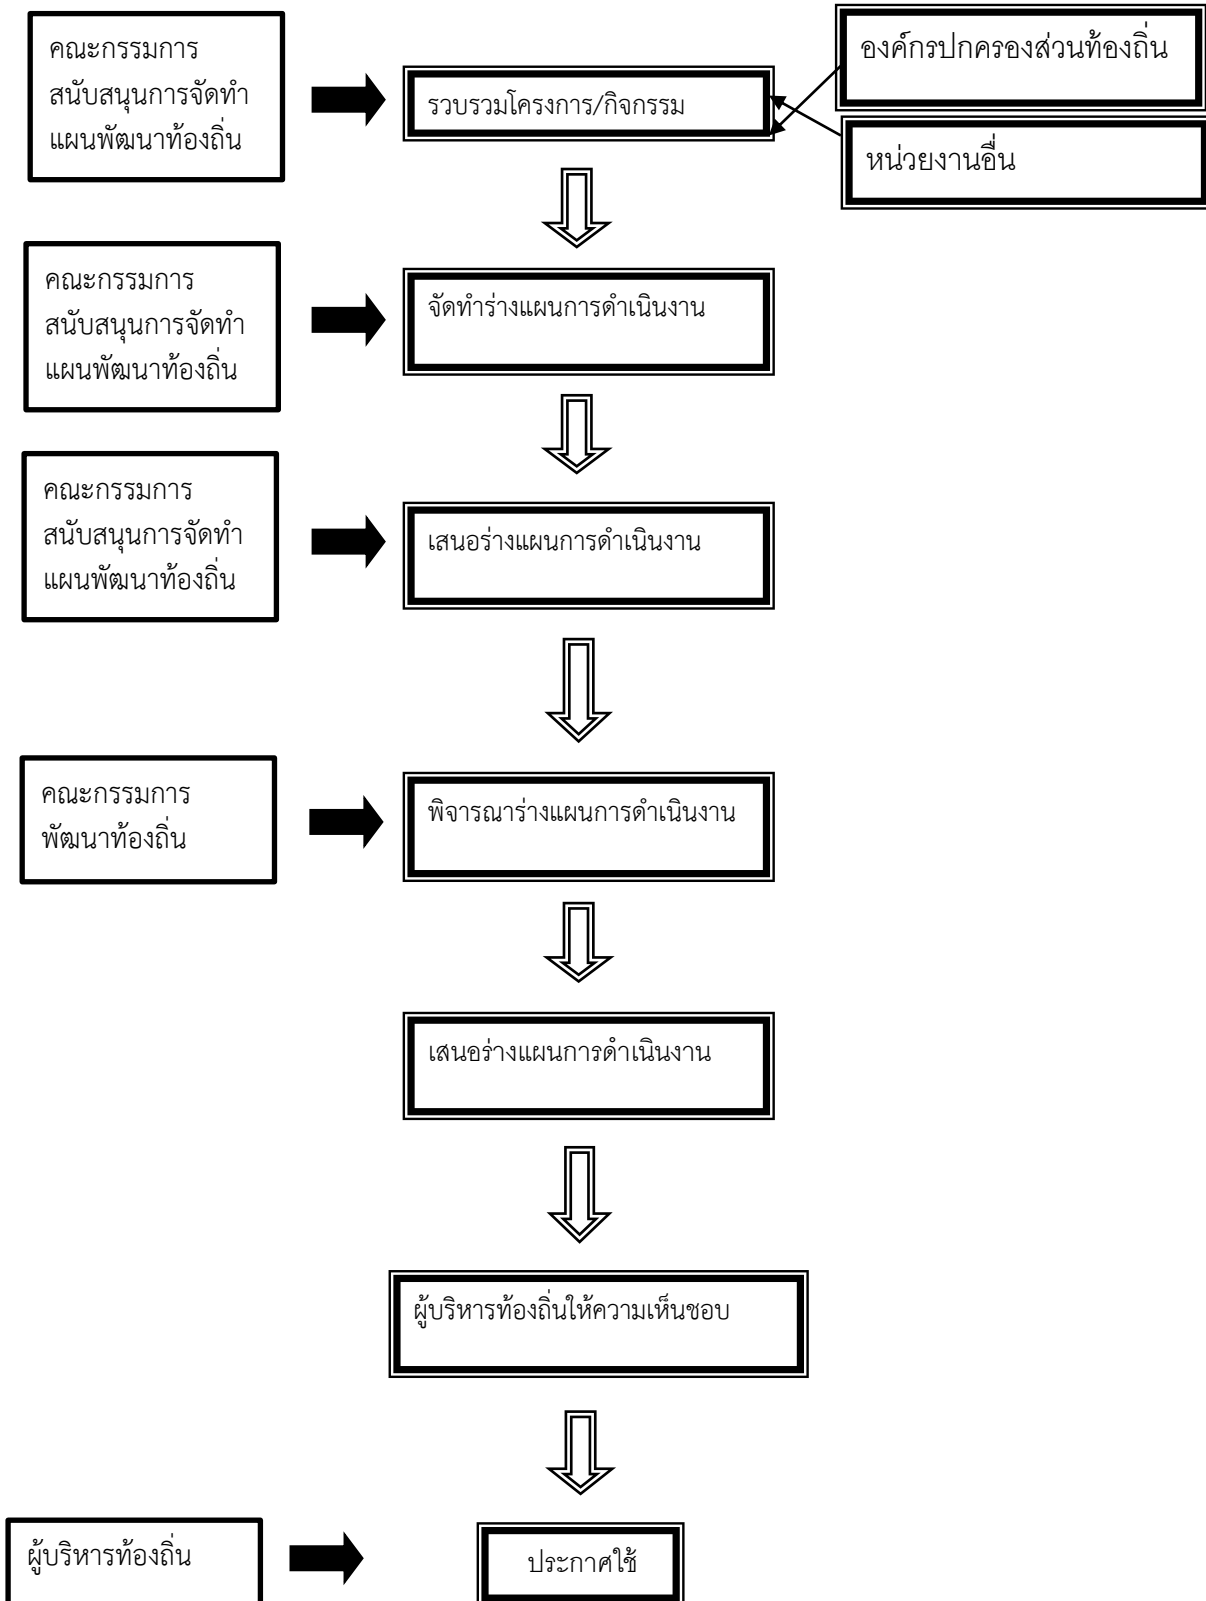 คณะกรรมการ
สนับสนุนการจัดทำ
แผนพัฒนาท้องถิ่น
รวบรวมโครงการ/กิจกรรม
องค์กรปกครองส่วนท้องถิ่น
หน่วยงานอื่น
คณะกรรมการ
สนับสนุนการจัดทำ
แผนพัฒนาท้องถิ่น
จัดทำร่างแผนการดำเนินงาน
คณะกรรมการ
สนับสนุนการจัดทำ
แผนพัฒนาท้องถิ่น
เสนอร่างแผนการดำเนินงาน
คณะกรรมการ
พัฒนาท้องถิ่น
พิจารณาร่างแผนการดำเนินงาน
เสนอร่างแผนการดำเนินงาน
ผู้บริหารท้องถิ่นให้ความเห็นชอบ
ผู้บริหารท้องถิ่น
ประกาศใช้